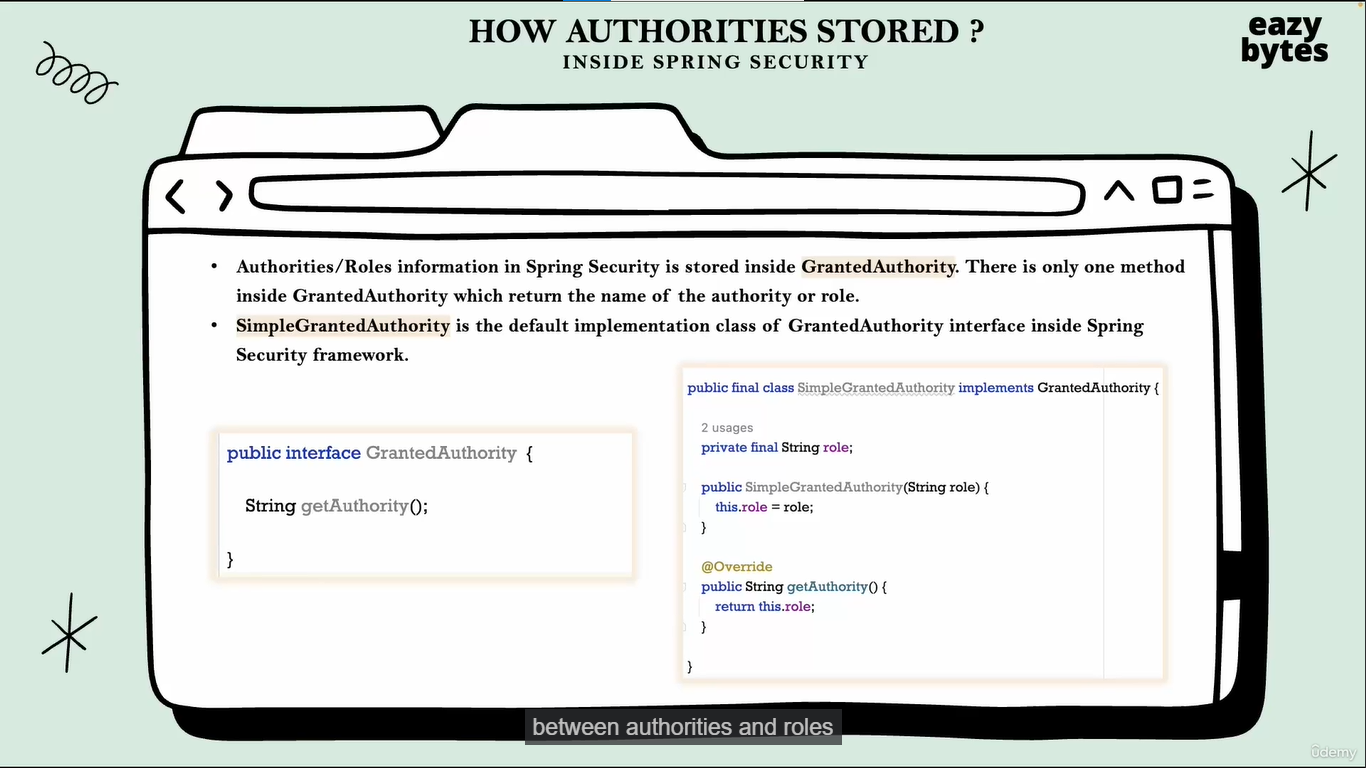 HOW AUTHORITIES STORED ?
INSIDE SPRING SECURITY
eazy
bytes
• Authorities/Roles information in Spring Security is stored inside GrantedAuthority. There is only one method
inside GrantedAuthority which return the name of the authority or role.
• SimpleGrantedAuthority is the default implementation class of GrantedAuthority interface inside Spring
Security framework.
public interface GrantedAuthority {
String getAuthority();
}
public final class SimpleGrantedAuthority implements GrantedAuthority {
2 usages
private final String role;
public SimpleGrantedAuthority(String role) {
this.role = role;
}
@Override
public String getAuthority() {
return this.role;
}
}
between authorities and roles
ûdemy